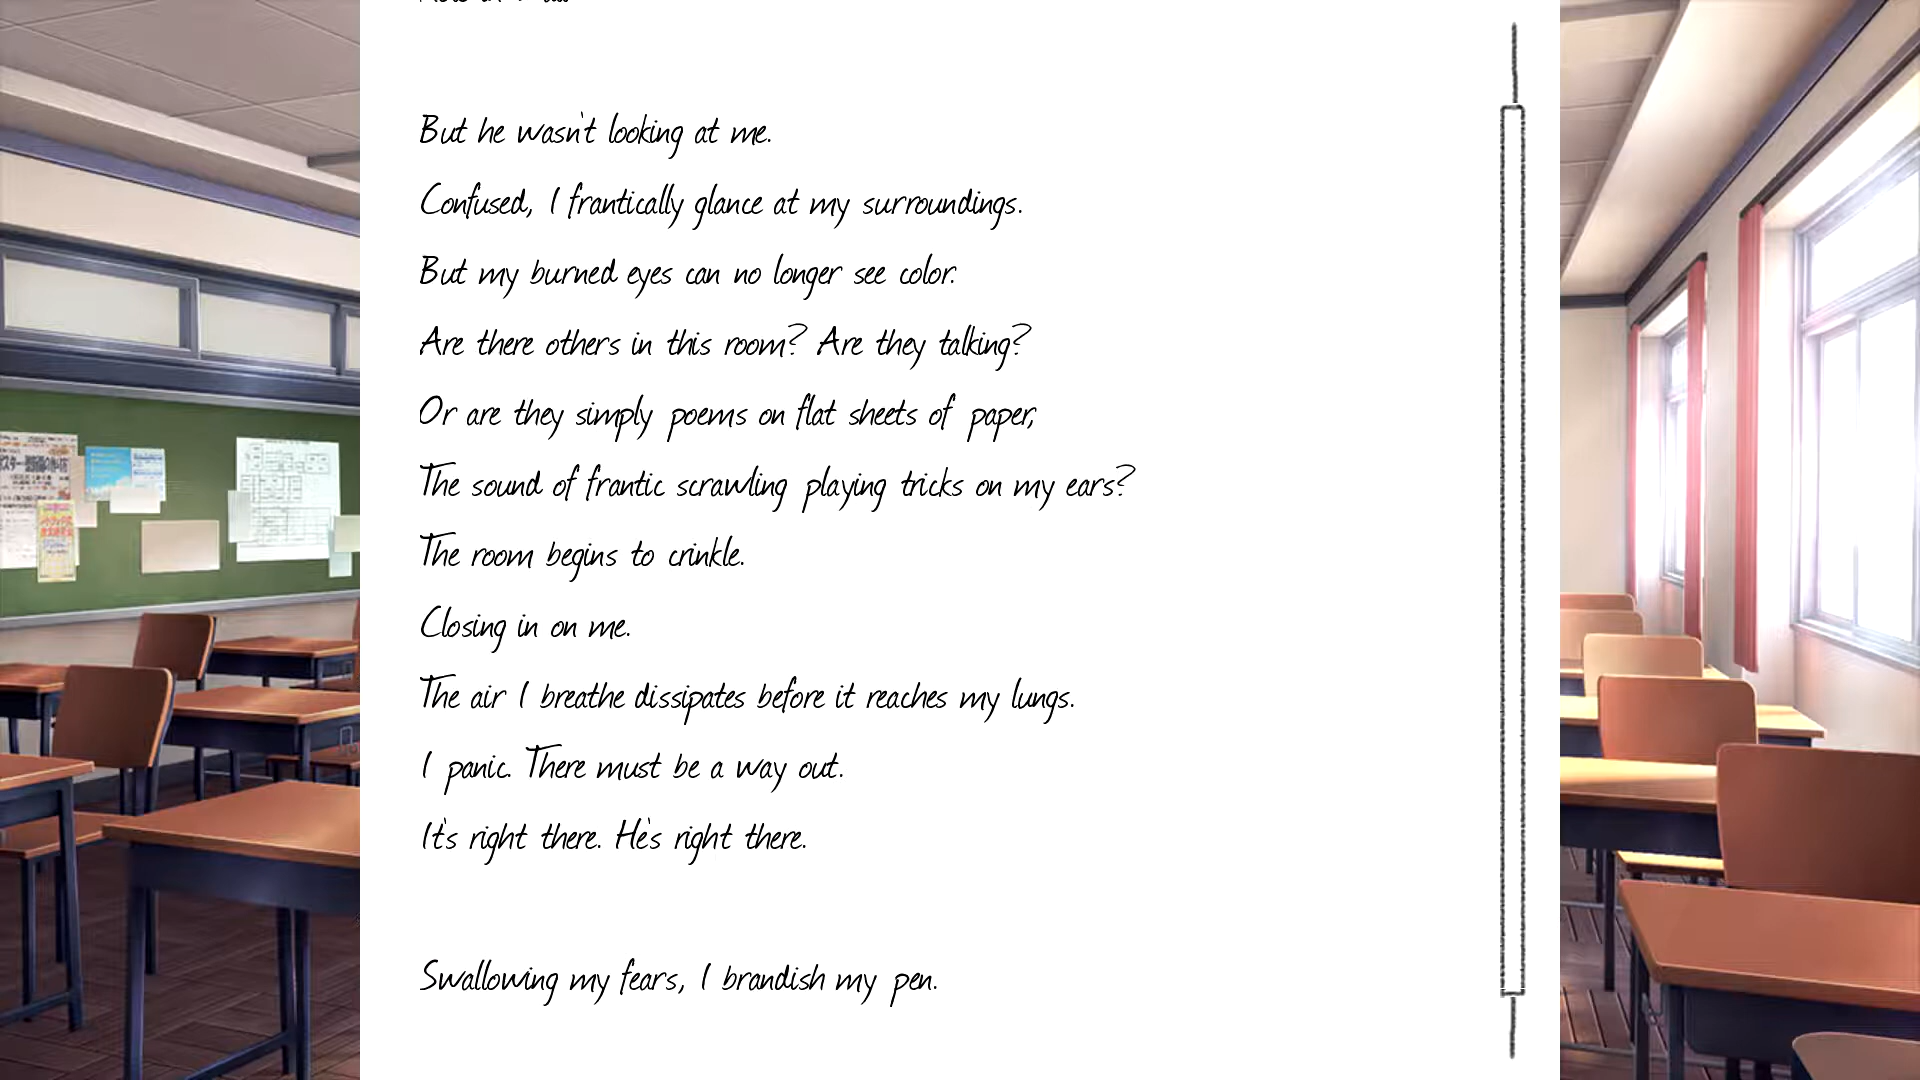 But he wasn't looking at me.
Confused, I frantically glance at my surroundings.
But my burned eyes can no longer see color.
Are there others in this room? Are they talking?
Or are they simply poems on flat sheets of paper,
The sound of frantic scrawling playing tricks on my ears?
The room begins to crinkle.
Closing in on me.
The air I breathe dissipates before it reaches my lungs.
I panic. There must be a way out.
It's right there. He's right there.
Swallowing my fears, I brandish my pen.